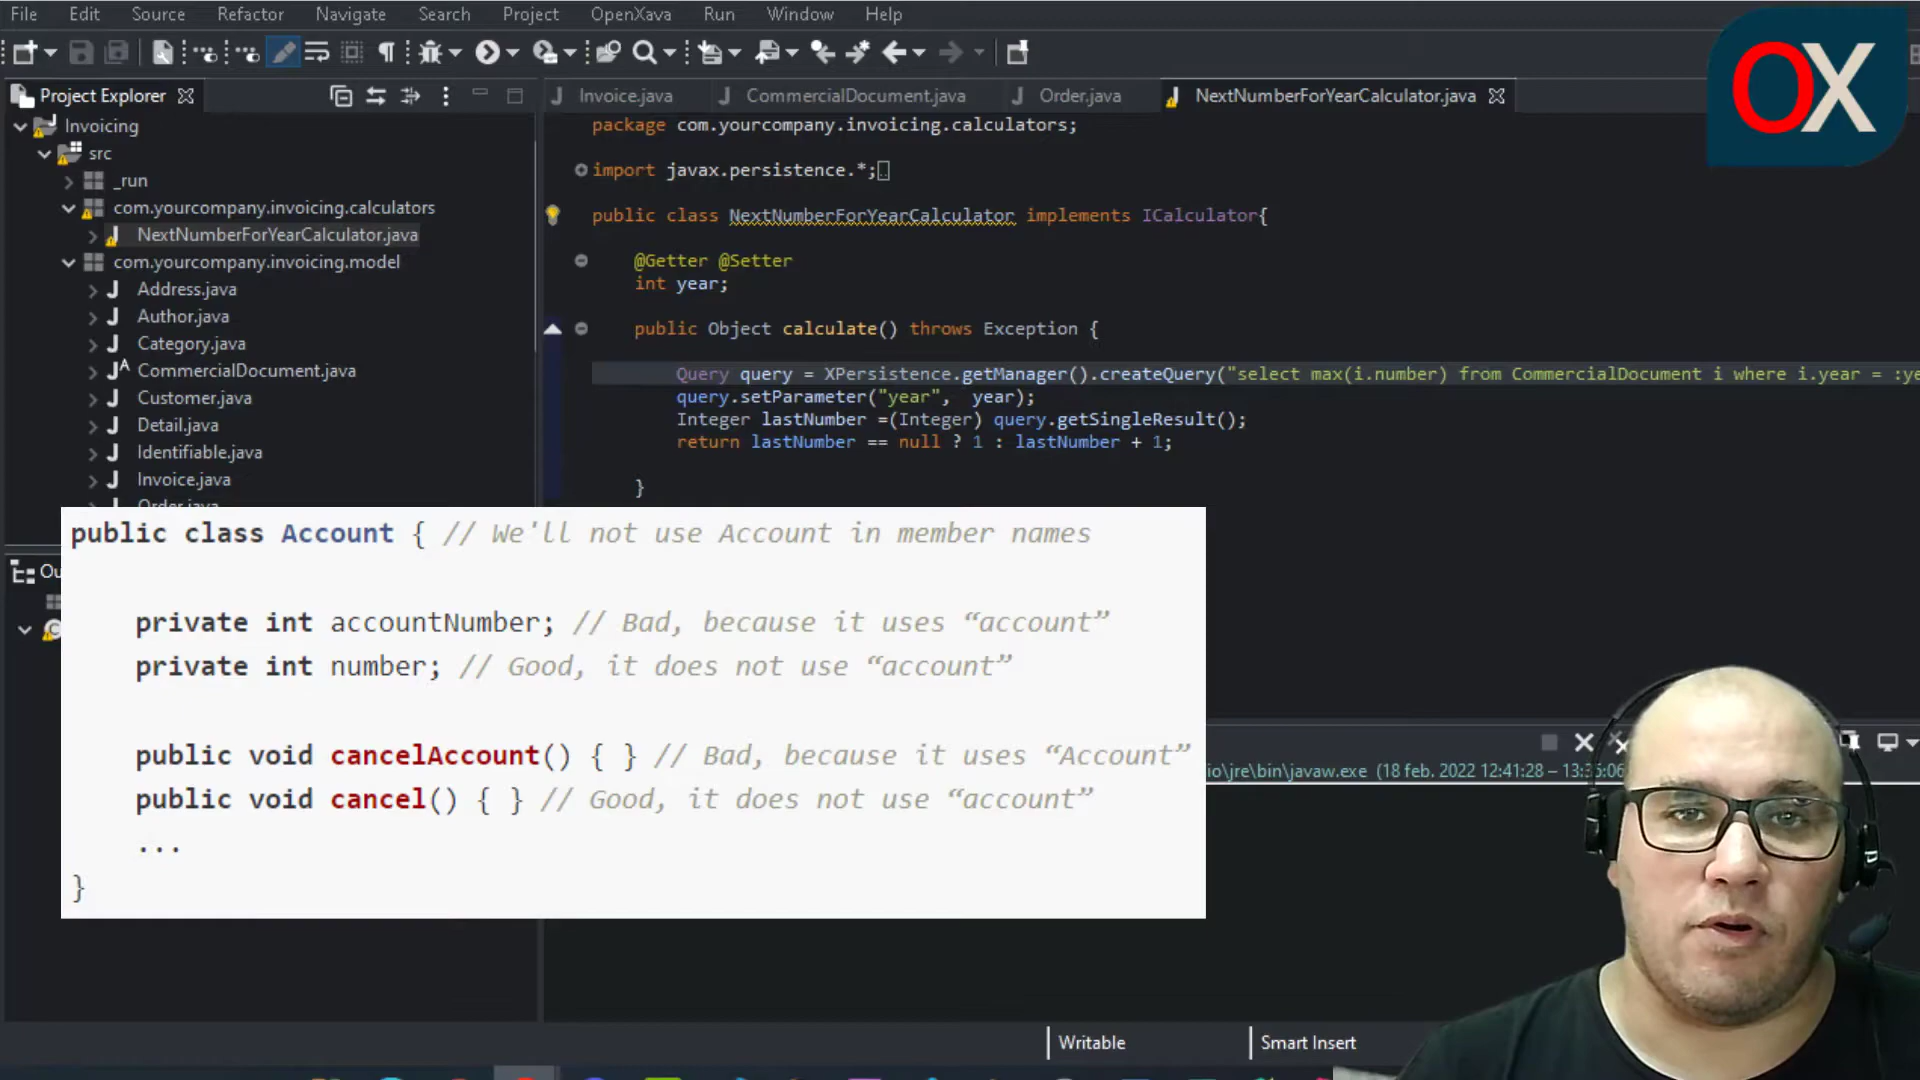 File Edit Source Refactor Navigate Search Project OpenXava Run Window Help
OX
Project Explorer
Invoice.java CommercialDocument.java Order.java NextNumberForYearCalculator.java
Invoicing
src
_run
com.yourcompany.invoicing.calculators
NextNumberForYearCalculator.java
com.yourcompany.invoicing.model
Address.java
Author.java
Category.java
CommercialDocument.java
Customer.java
Detail.java
Identifiable.java
Invoice.java
Order.java
package com.yourcompany.invoicing.calculators;
import javax.persistence.*;
public class NextNumberForYearCalculator implements ICalculator{
@Getter @Setter
int year;
public Object calculate() throws Exception {
Query query = XPersistence.getManager().createQuery("select max(i.number) from CommercialDocument i where i.year = :ye
query.setParameter("year", year);
Integer lastNumber =(Integer) query.getSingleResult();
return lastNumber == null ? 1 : lastNumber + 1;
}
Ou
public class Account { // We'll not use Account in member names
private int accountNumber; // Bad, because it uses “account”
private int number; // Good, it does not use “account”
public void cancelAccount() { } // Bad, because it uses “Account”
public void cancel() { } // Good, it does not use “account”
...
}
io\jre\bin\javaw.exe (18 feb. 2022 12:41:28 –
Writable Smart Insert